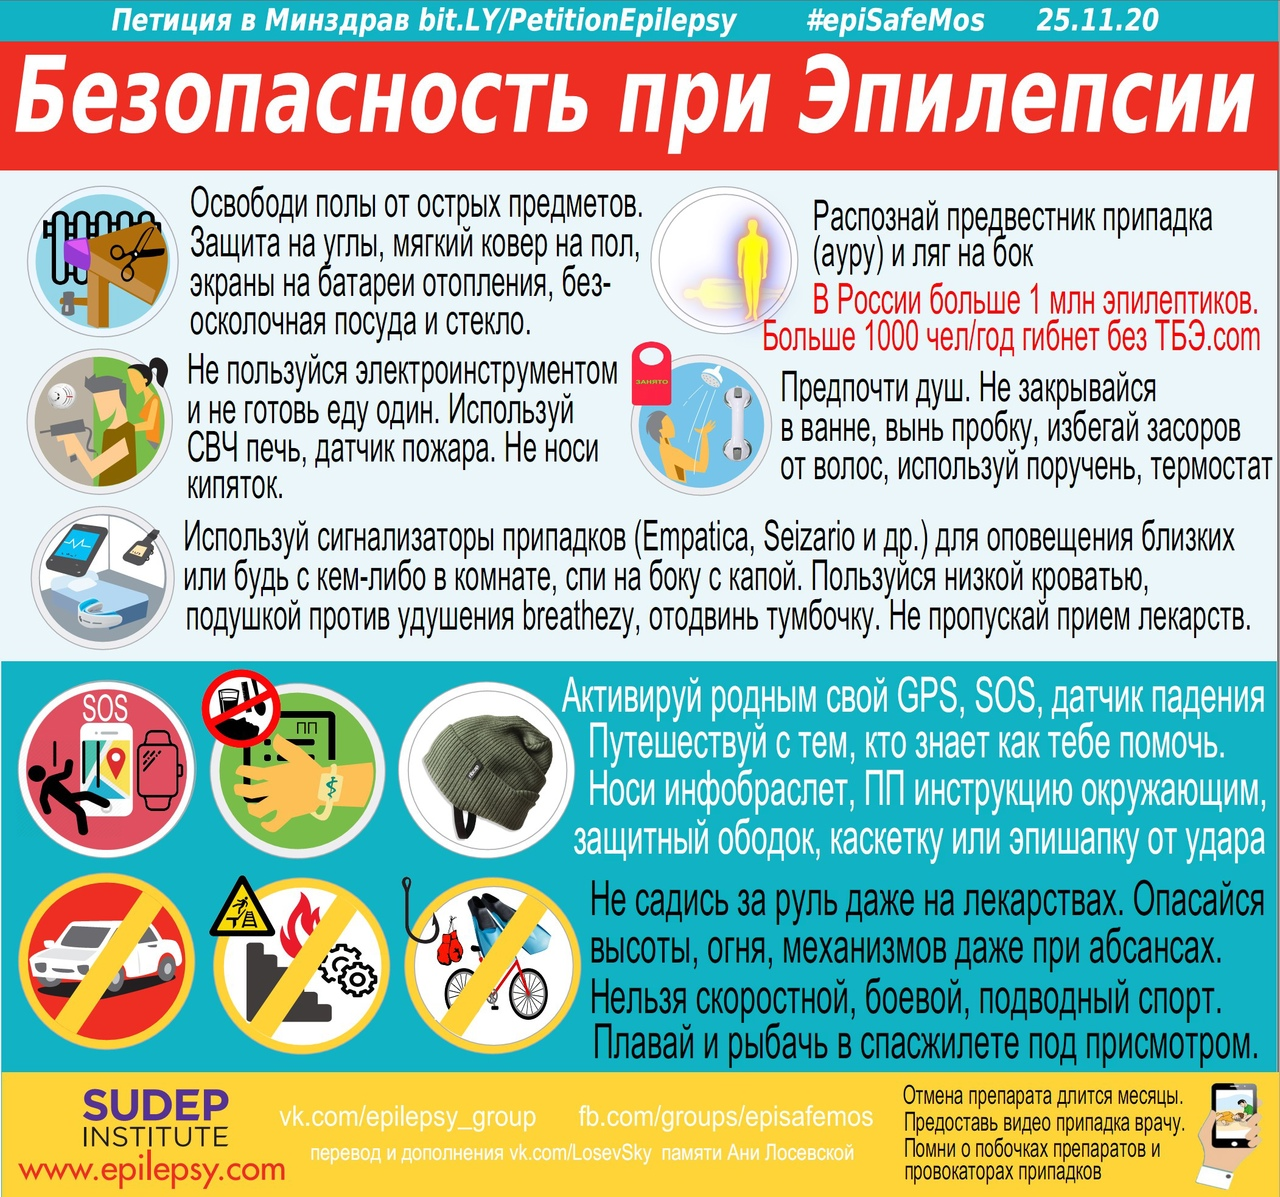 Петиция в Минздрав bit.LY/PetitionEpilepsy #epiSafeMos 25.11.20
Безопасность при Эпилепсии
Освободи полы от острых предметов.
Защита на углы, мягкий ковер на пол,
экраны на батареи отопления, без-
осколочная посуда и стекло.
Распознай предвестник припадка
(ауру) и ляг на бок
В России больше 1 млн эпилептиков.
Больше 1000 чел/год гибнет без ТБЭ.com
Не пользуйся электроинструментом
и не готовь еду один. Используй
СВЧ печь, датчик пожара. Не носи
кипяток.
ЗАНЯТО
Предпочти душ. Не закрывайся
в ванне, вынь пробку, избегай засоров
от волос, используй поручень, термостат
Используй сигнализаторы припадков (Empatica, Seizario и др.) для оповещения близких
или будь с кем-либо в комнате, спи на боку с капой. Пользуйся низкой кроватью,
подушкой против удушения breathezy, отодвинь тумбочку. Не пропускай прием лекарств.
SOS
ПП
Активируй родным свой GPS, SOS, датчик падения
Путешествуй с тем, кто знает как тебе помочь.
Носи инфобраслет, ПП инструкцию окружающим,
защитный ободок, каскетку или эпишапку от удара
Не садись за руль даже на лекарствах. Опасайся
высоты, огня, механизмов даже при абсансах.
Нельзя скоростной, боевой, подводный спорт.
Плавай и рыбачь в спасжилете под присмотром.
SUDEP
INSTITUTE
www.epilepsy.com
vk.com/epilepsy_group fb.com/groups/episafemos
перевод и дополнения vk.com/LosevSky памяти Ани Лосевской
Отмена препарата длится месяцы.
Предоставь видео припадка врачу.
Помни о побочках препаратов и
провокаторах припадков